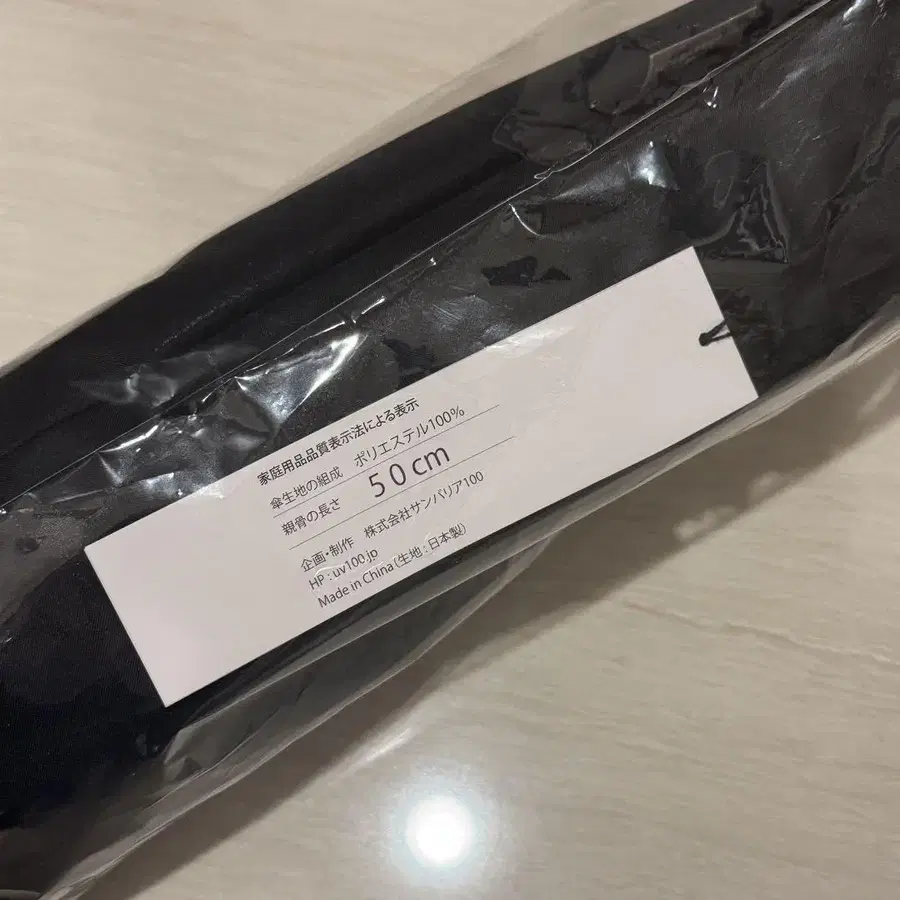 家庭用品品質表示法による表示
傘生地の組成 ポリエステル100%
親骨の長さ 50cm
企画・制作 株式会社サンバリア100
HP : uv100.jp
Made in China（生地 : 日本製）